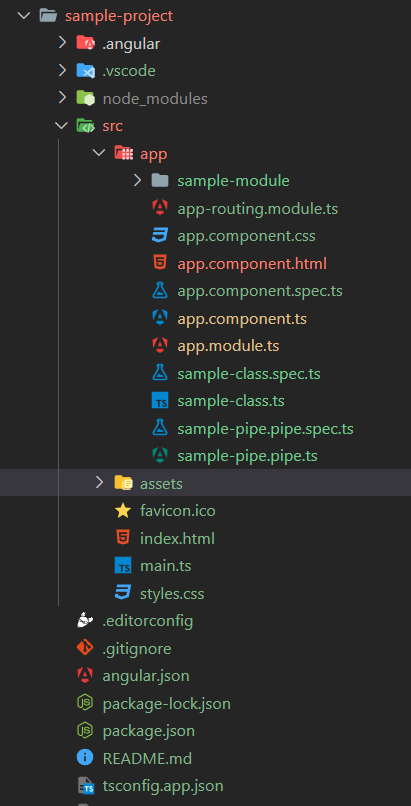 sample-project
.angular
.vscode
node_modules
src
app
sample-module
app-routing.module.ts
app.component.css
app.component.html
app.component.spec.ts
app.component.ts
app.module.ts
sample-class.spec.ts
sample-class.ts
sample-pipe.pipe.spec.ts
sample-pipe.pipe.ts
assets
favicon.ico
index.html
main.ts
styles.css
.editorconfig
.gitignore
angular.json
package-lock.json
package.json
README.md
tsconfig.app.json